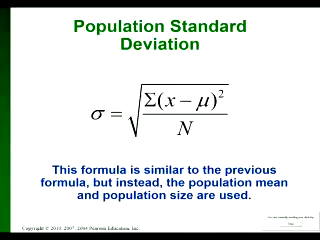 Population Standard
Deviation
σ = √(Σ(x − μ)² / N)
This formula is similar to the previous
formula, but instead, the population mean
and population size are used.
Copyright © 2010, 2007, 2004 Pearson Education, Inc.